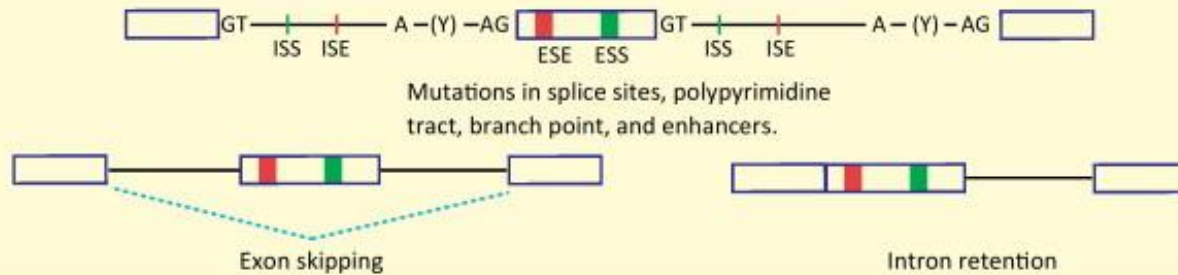 GT A –(Y) –AG GT A –(Y) –AG
ISS ISE ESE ESS ISS ISE
Mutations in splice sites, polypyrimidine
tract, branch point, and enhancers.
Exon skipping Intron retention